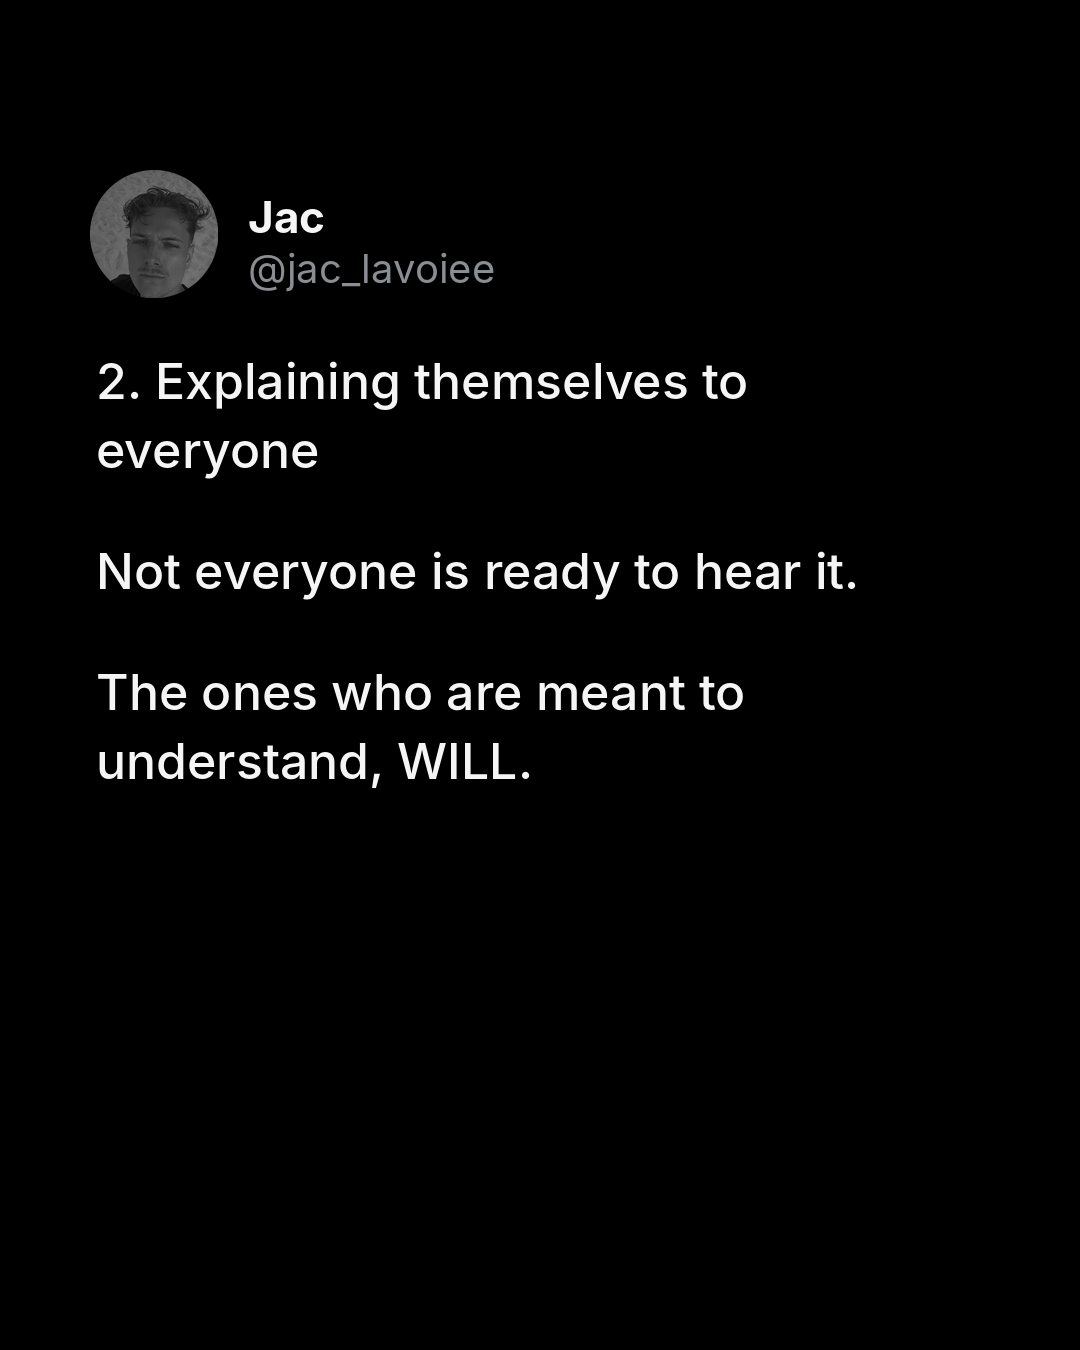 Jac
@jac_lavoiee
2. Explaining themselves to
everyone
Not everyone is ready to hear it.
The ones who are meant to
understand, WILL.